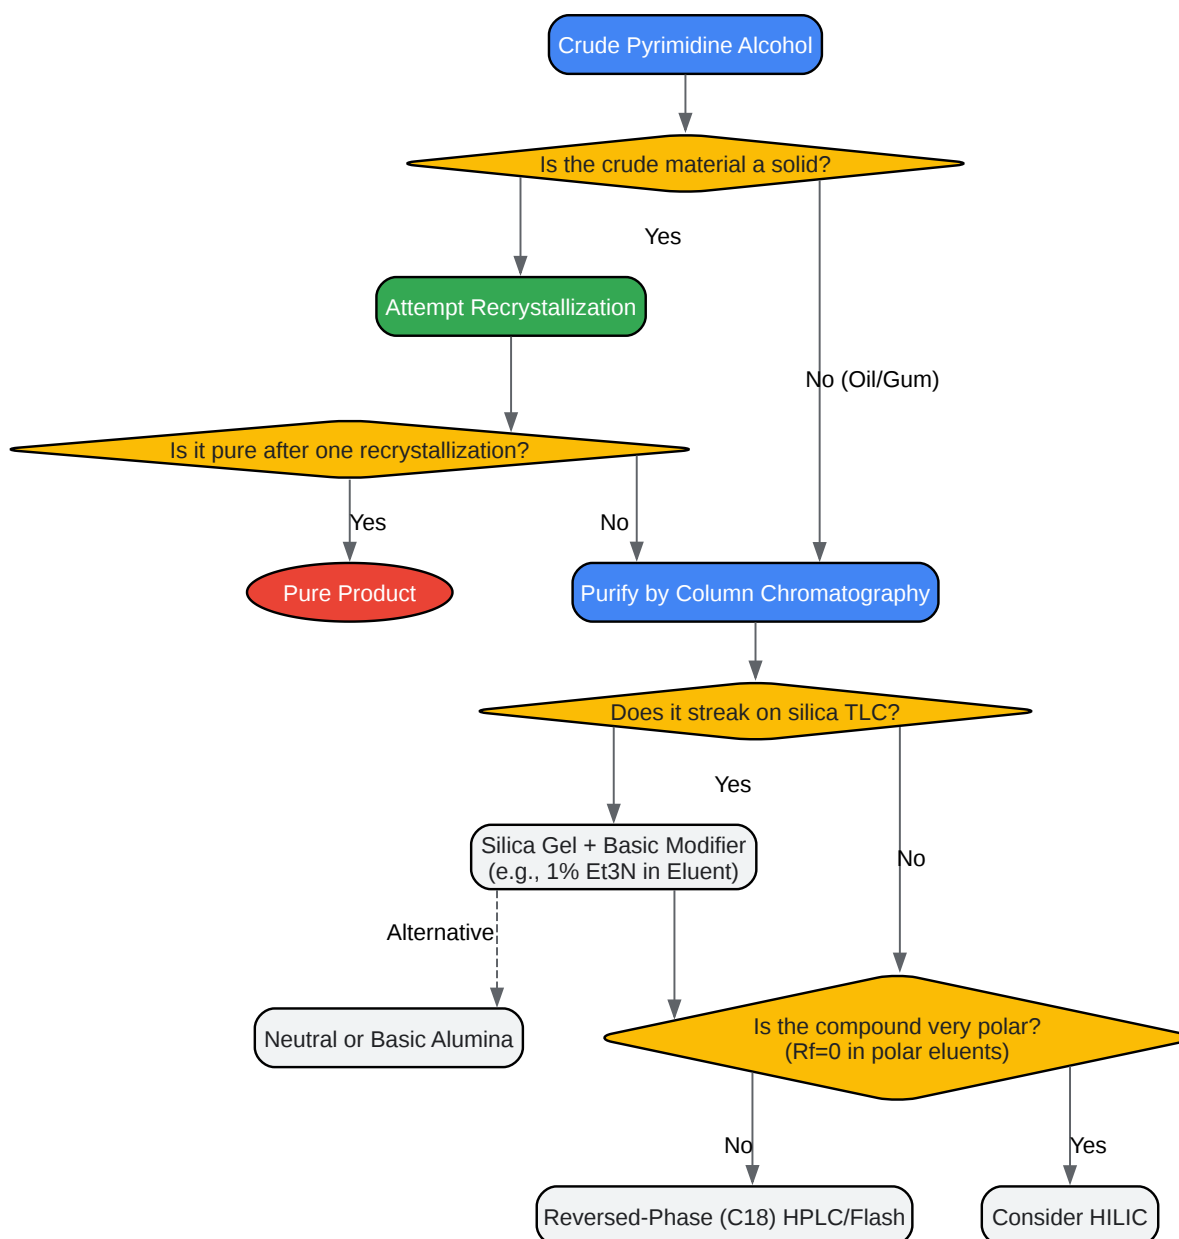 Crude Pyrimidine Alcohol
Is the crude material a solid?
Yes
Attempt Recrystallization
No (Oil/Gum)
Is it pure after one recrystallization?
Yes
No
Pure Product
Purify by Column Chromatography
Does it streak on silica TLC?
Yes
Silica Gel + Basic Modifier
(e.g., 1% Et3N in Eluent)
No
Alternative
Neutral or Basic Alumina
Is the compound very polar?
(Rf=0 in polar eluents)
No
Yes
Reversed-Phase (C18) HPLC/Flash
Consider HILIC